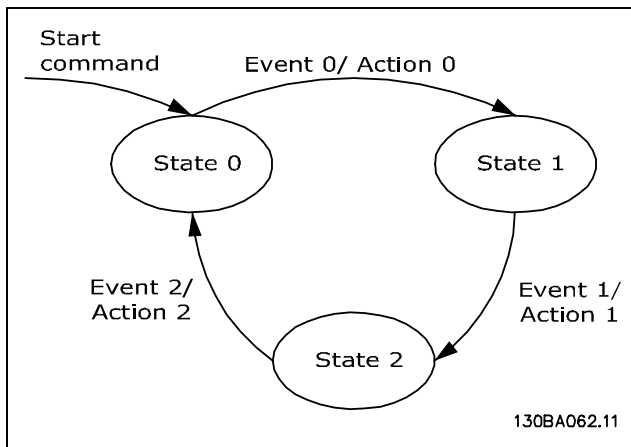 Start
command
Event 0/ Action 0
State 0
State 1
Event 2/
Action 2
Event 1/
Action 1
State 2
130BA062.11